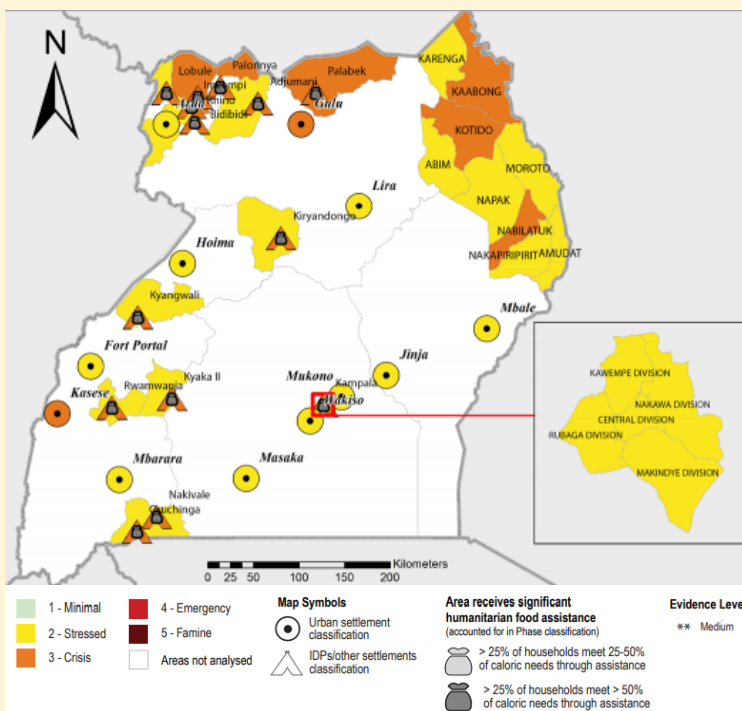 N
Lobule
Palorinya
Adjumani
Palabek
Bidibidi
Gulu
KARENGA
KAABONG
KOTIDO
ABIM
MOROTO
NAPAK
NABILATUK
NAKAPIRIPIRIT
AMUDAT
Lira
Kiryandongo
Hoima
Kyangwali
Mbale
Fort Portal
Jinja
Kyaka II
Mukono
Kampala
Rwamwanja
Kasese
Wakiso
Mbarara
Masaka
Nakivale
KAWEMPE DIVISION
NAKAWA DIVISION
CENTRAL DIVISION
RUBAGA DIVISION
MAKINDYE DIVISION
Kilometers
0 25 50 100 150 200
1 - Minimal
2 - Stressed
3 - Crisis
4 - Emergency
5 - Famine
Areas not analysed
Map Symbols
Urban settlement
classification
IDPs/other settlements
classification
Area receives significant
humanitarian food assistance
(accounted for in Phase classification)
> 25% of households meet 25-50%
of caloric needs through assistance
> 25% of households meet > 50%
of caloric needs through assistance
Evidence Leve
** Medium